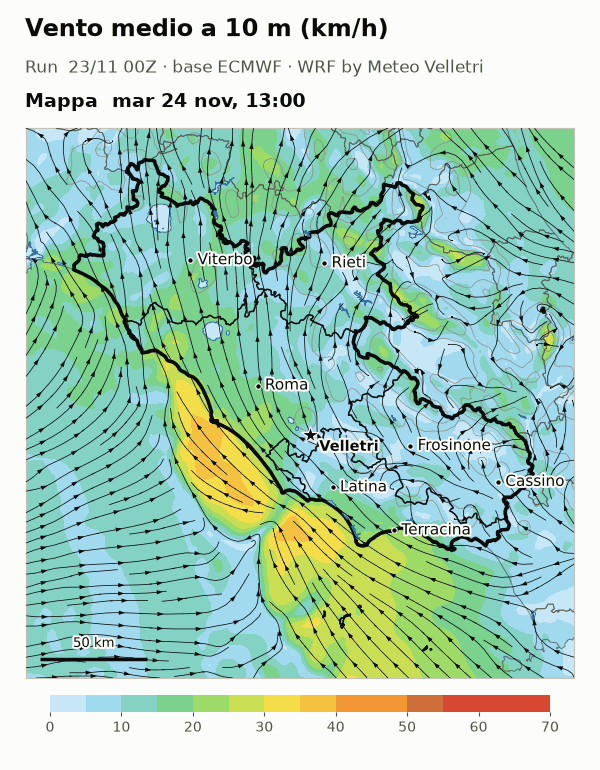 Vento medio a 10 m (km/h)
Run 23/11 00Z · base ECMWF · WRF by Meteo Velletri
Mappa mar 24 nov, 13:00
Viterbo
Rieti
Roma
Velletri
Frosinone
Cassino
Latina
Terracina
50 km
0 10 20 30 40 50 60 70